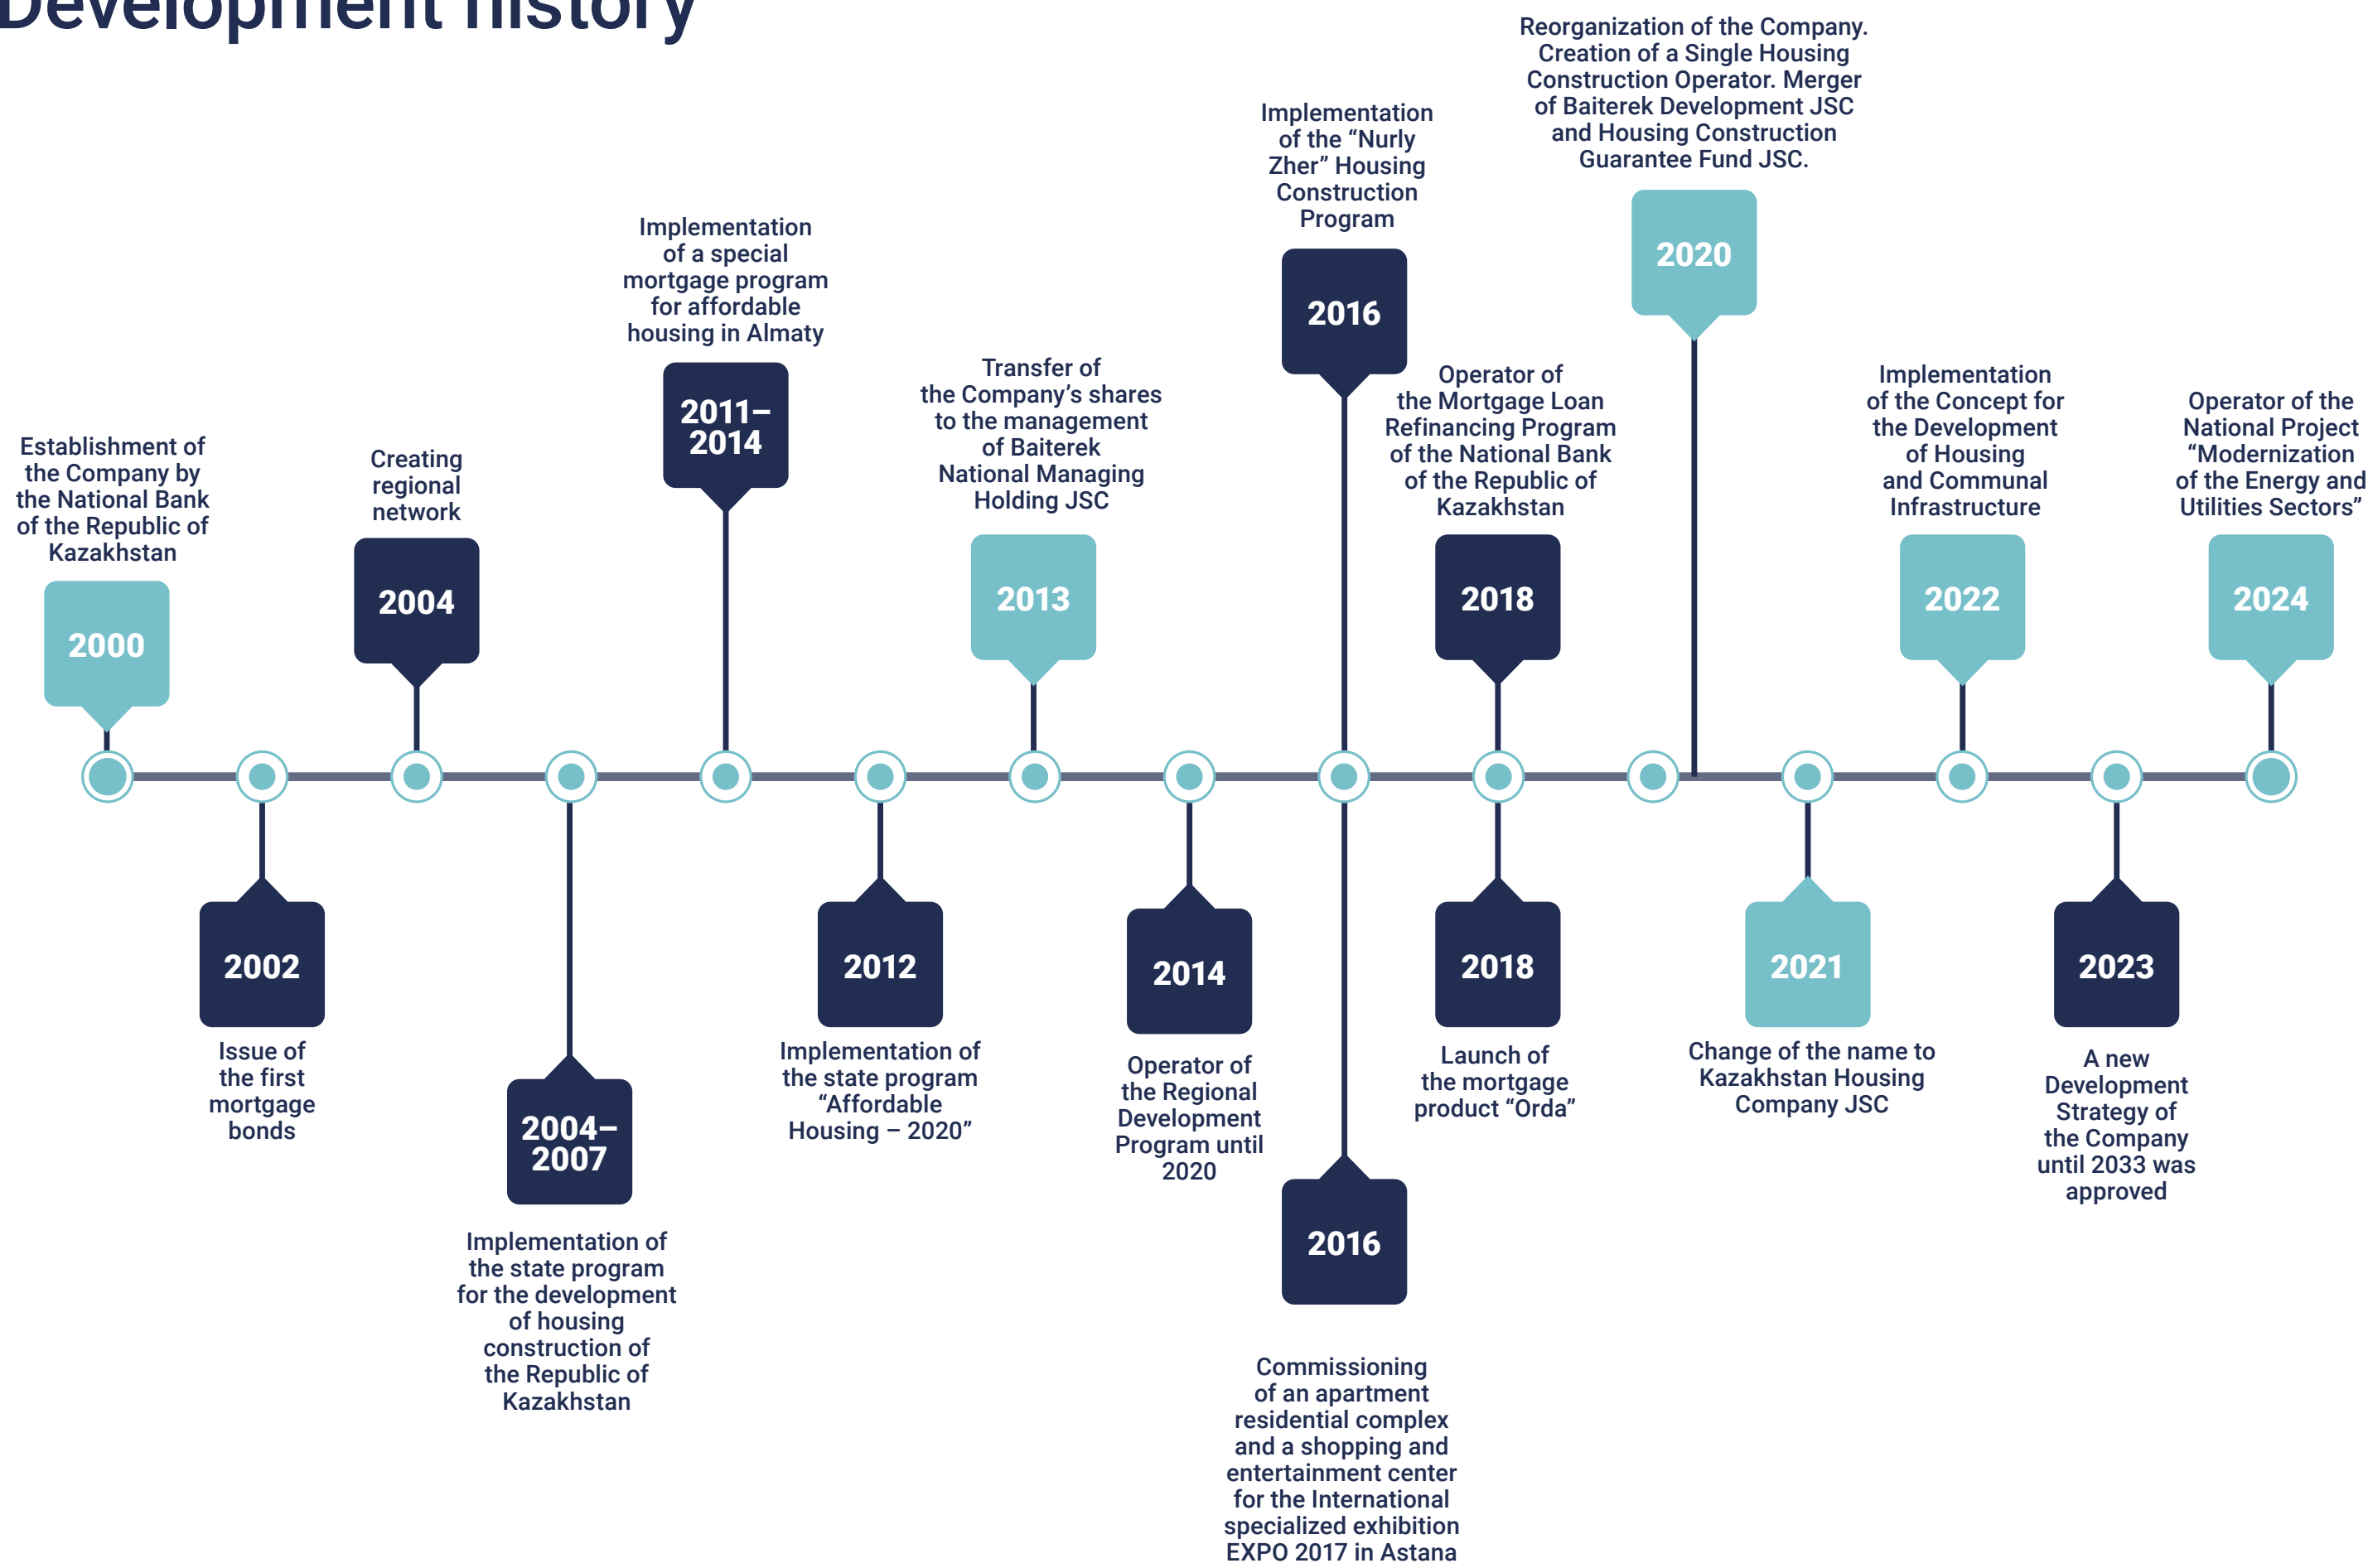 Development history
Establishment of
the Company by
the National Bank
of the Republic of
Kazakhstan
2000
Issue of
the first
mortgage
bonds
2002
Creating
regional
network
2004
2004–
2007
Implementation of
the state program
for the development
of housing
construction of
the Republic of
Kazakhstan
Implementation
of a special
mortgage program
for affordable
housing in Almaty
2011–
2014
2012
Implementation of
the state program
“Affordable
Housing – 2020”
Transfer of
the Company’s shares
to the management
of Baiterek
National Managing
Holding JSC
2013
2014
Operator of
the Regional
Development
Program until
2020
Implementation
of the “Nurly
Zher” Housing
Construction
Program
2016
2016
Commissioning
of an apartment
residential complex
and a shopping and
entertainment center
for the International
specialized exhibition
EXPO 2017 in Astana
Operator of
the Mortgage Loan
Refinancing Program
of the National Bank
of the Republic of
Kazakhstan
2018
2018
Launch of
the mortgage
product “Orda”
Reorganization of the Company.
Creation of a Single Housing
Construction Operator. Merger
of Baiterek Development JSC
and Housing Construction
Guarantee Fund JSC.
2020
2021
Change of the name to
Kazakhstan Housing
Company JSC
Implementation
of the Concept for
the Development
of Housing
and Communal
Infrastructure
2022
2023
A new
Development
Strategy of
the Company
until 2033 was
approved
Operator of the
National Project
“Modernization
of the Energy and
Utilities Sectors”
2024